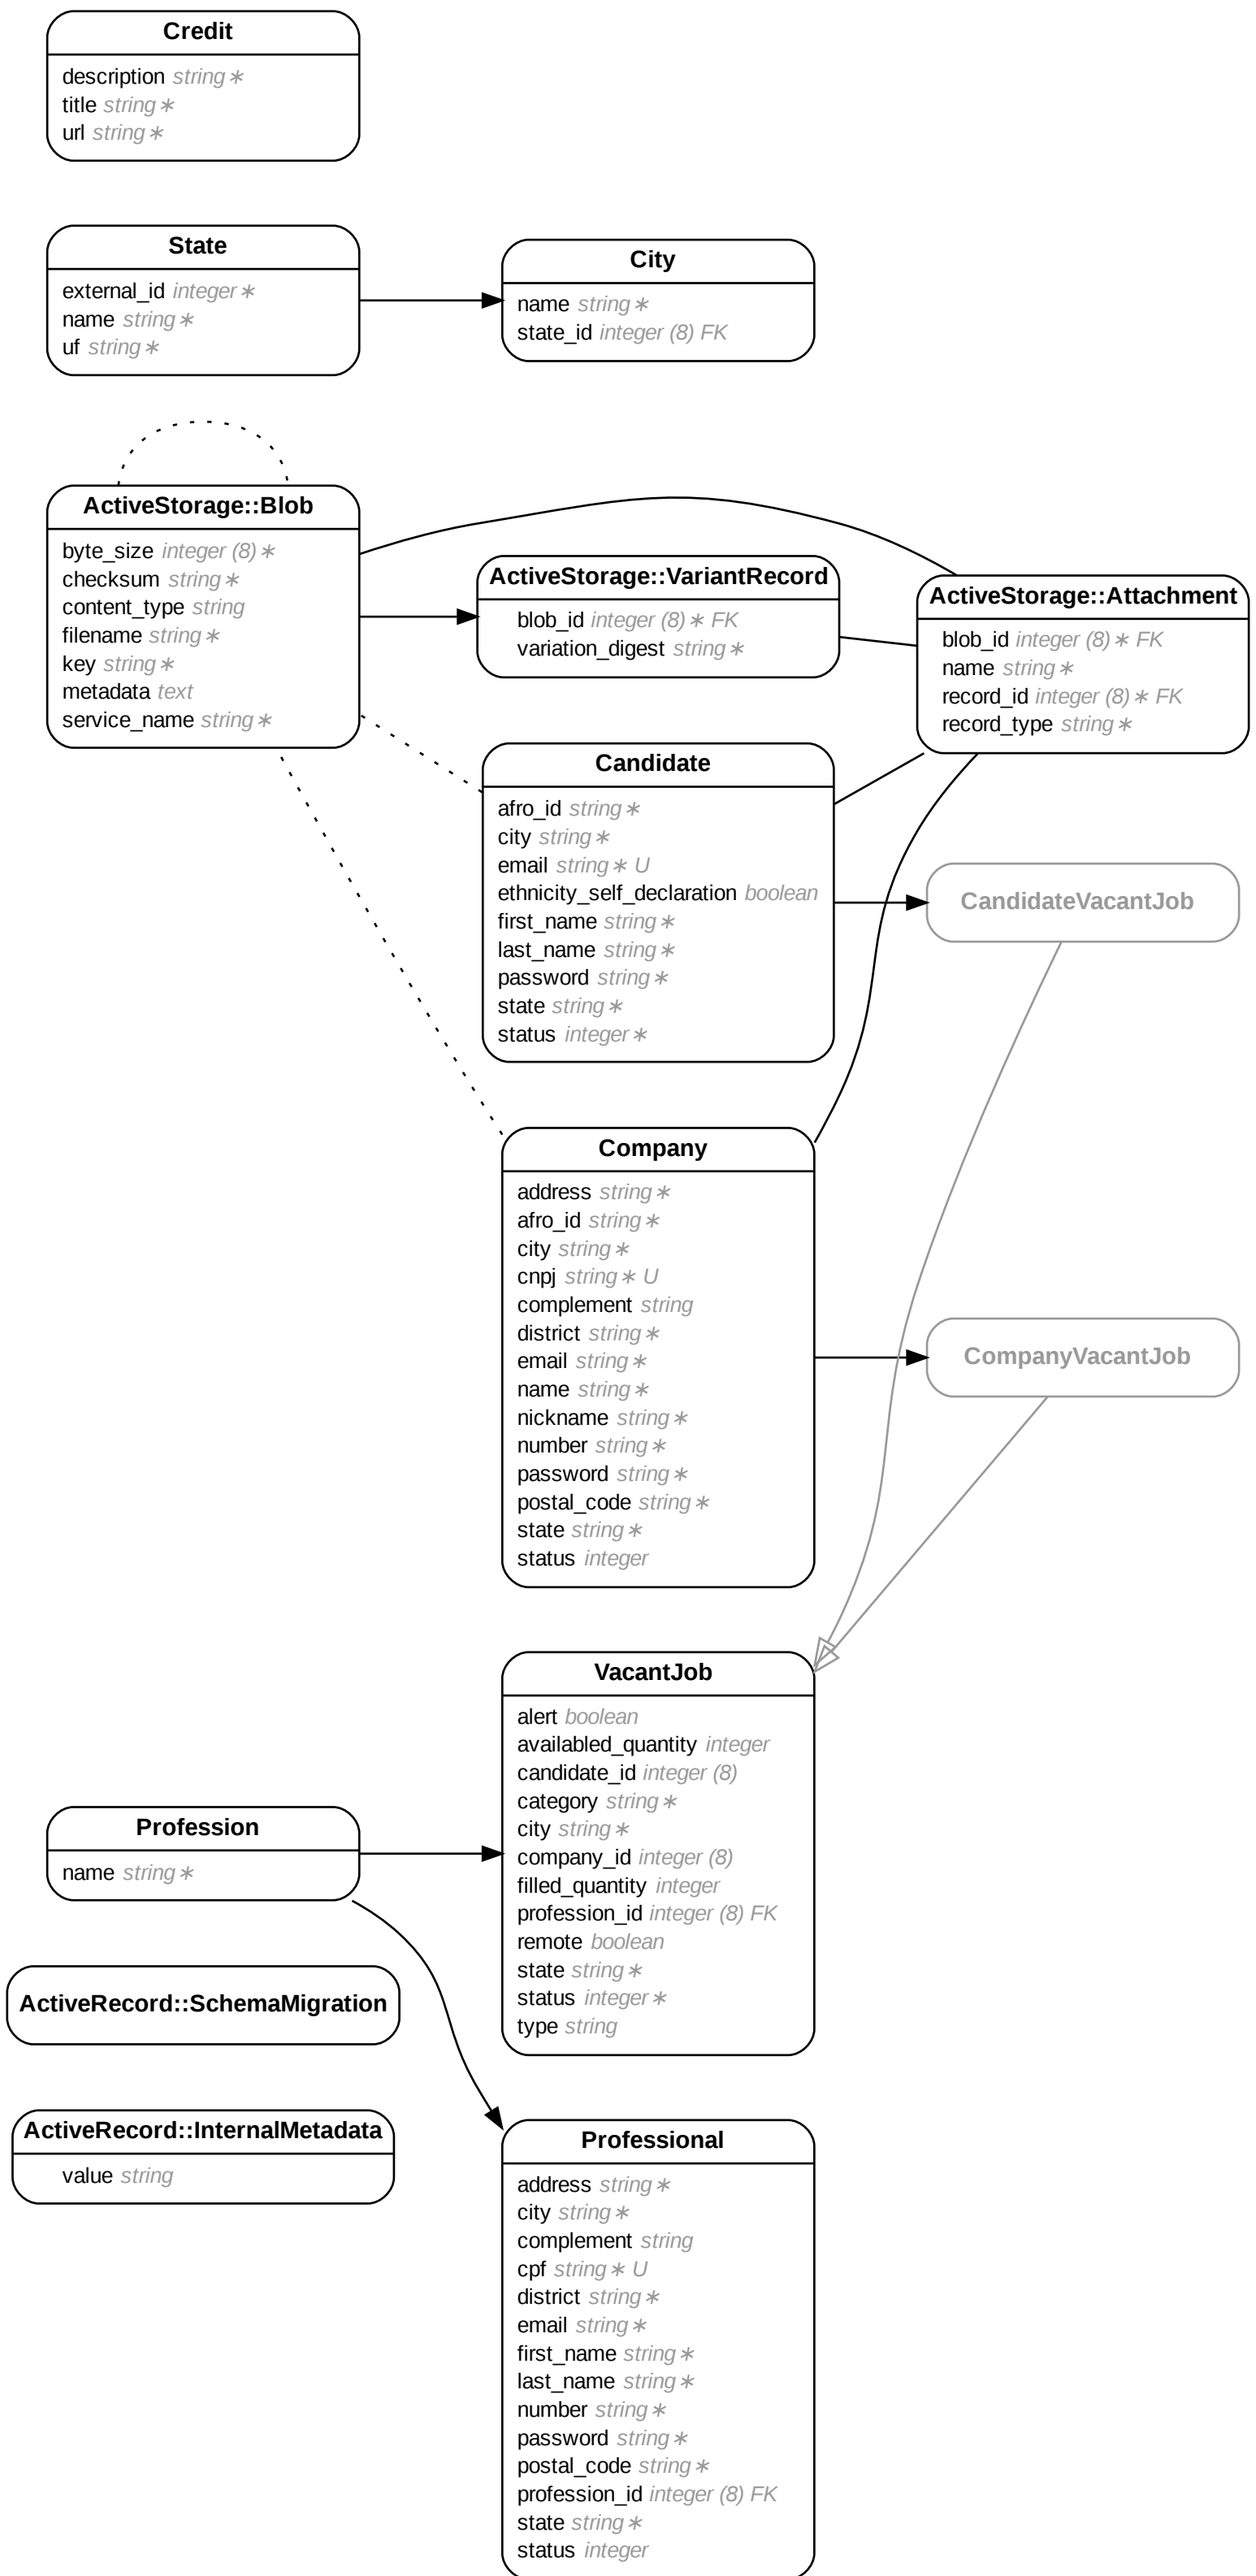 Credit
description string∗
title string∗
url string∗
State
external_id integer∗
name string∗
uf string∗
City
name string∗
state_id integer (8) FK
ActiveStorage::Blob
byte_size integer (8)∗
checksum string∗
content_type string
filename string∗
key string∗
metadata text
service_name string∗
ActiveStorage::VariantRecord
blob_id integer (8)∗ FK
variation_digest string∗
ActiveStorage::Attachment
blob_id integer (8)∗ FK
name string∗
record_id integer (8)∗ FK
record_type string∗
Candidate
afro_id string∗
city string∗
email string∗ U
ethnicity_self_declaration boolean
first_name string∗
last_name string∗
password string∗
state string∗
status integer∗
CandidateVacantJob
Company
address string∗
afro_id string∗
city string∗
cnpj string∗ U
complement string
district string∗
email string∗
name string∗
nickname string∗
number string∗
password string∗
postal_code string∗
state string∗
status integer
CompanyVacantJob
VacantJob
alert boolean
availabled_quantity integer
candidate_id integer (8)
category string∗
city string∗
company_id integer (8)
filled_quantity integer
profession_id integer (8) FK
remote boolean
state string∗
status integer∗
type string
Profession
name string∗
ActiveRecord::SchemaMigration
ActiveRecord::InternalMetadata
value string
Professional
address string∗
city string∗
complement string
cpf string∗ U
district string∗
email string∗
first_name string∗
last_name string∗
number string∗
password string∗
postal_code string∗
profession_id integer (8) FK
state string∗
status integer